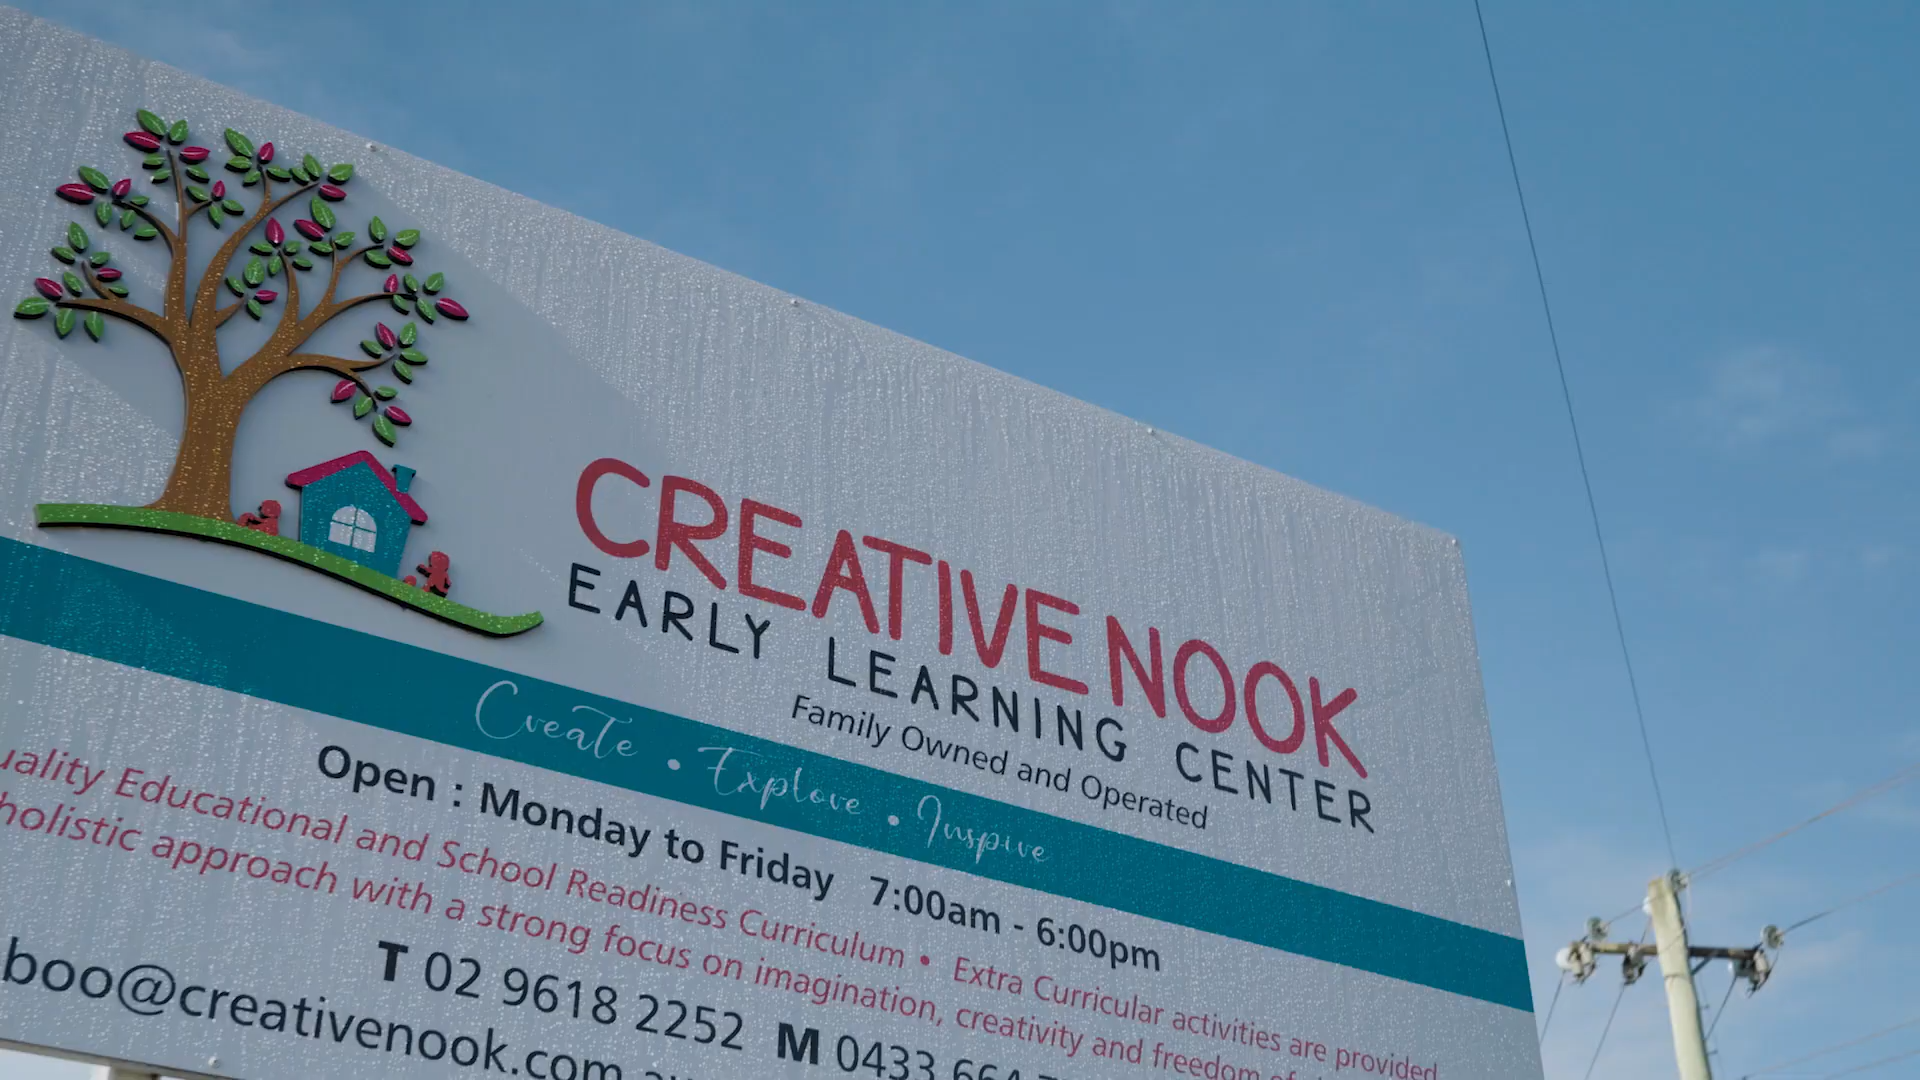 CREATIVE NOOK
EARLY LEARNING CENTER
Family Owned and Operated
Create • Explore • Inspire
Open : Monday to Friday 7:00am - 6:00pm
uality Educational and School Readiness Curriculum • Extra Curricular activities are provided
holistic approach with a strong focus on imagination, creativity and freedom
T 02 9618 2252 M 0433 664
boo@creativenook.com